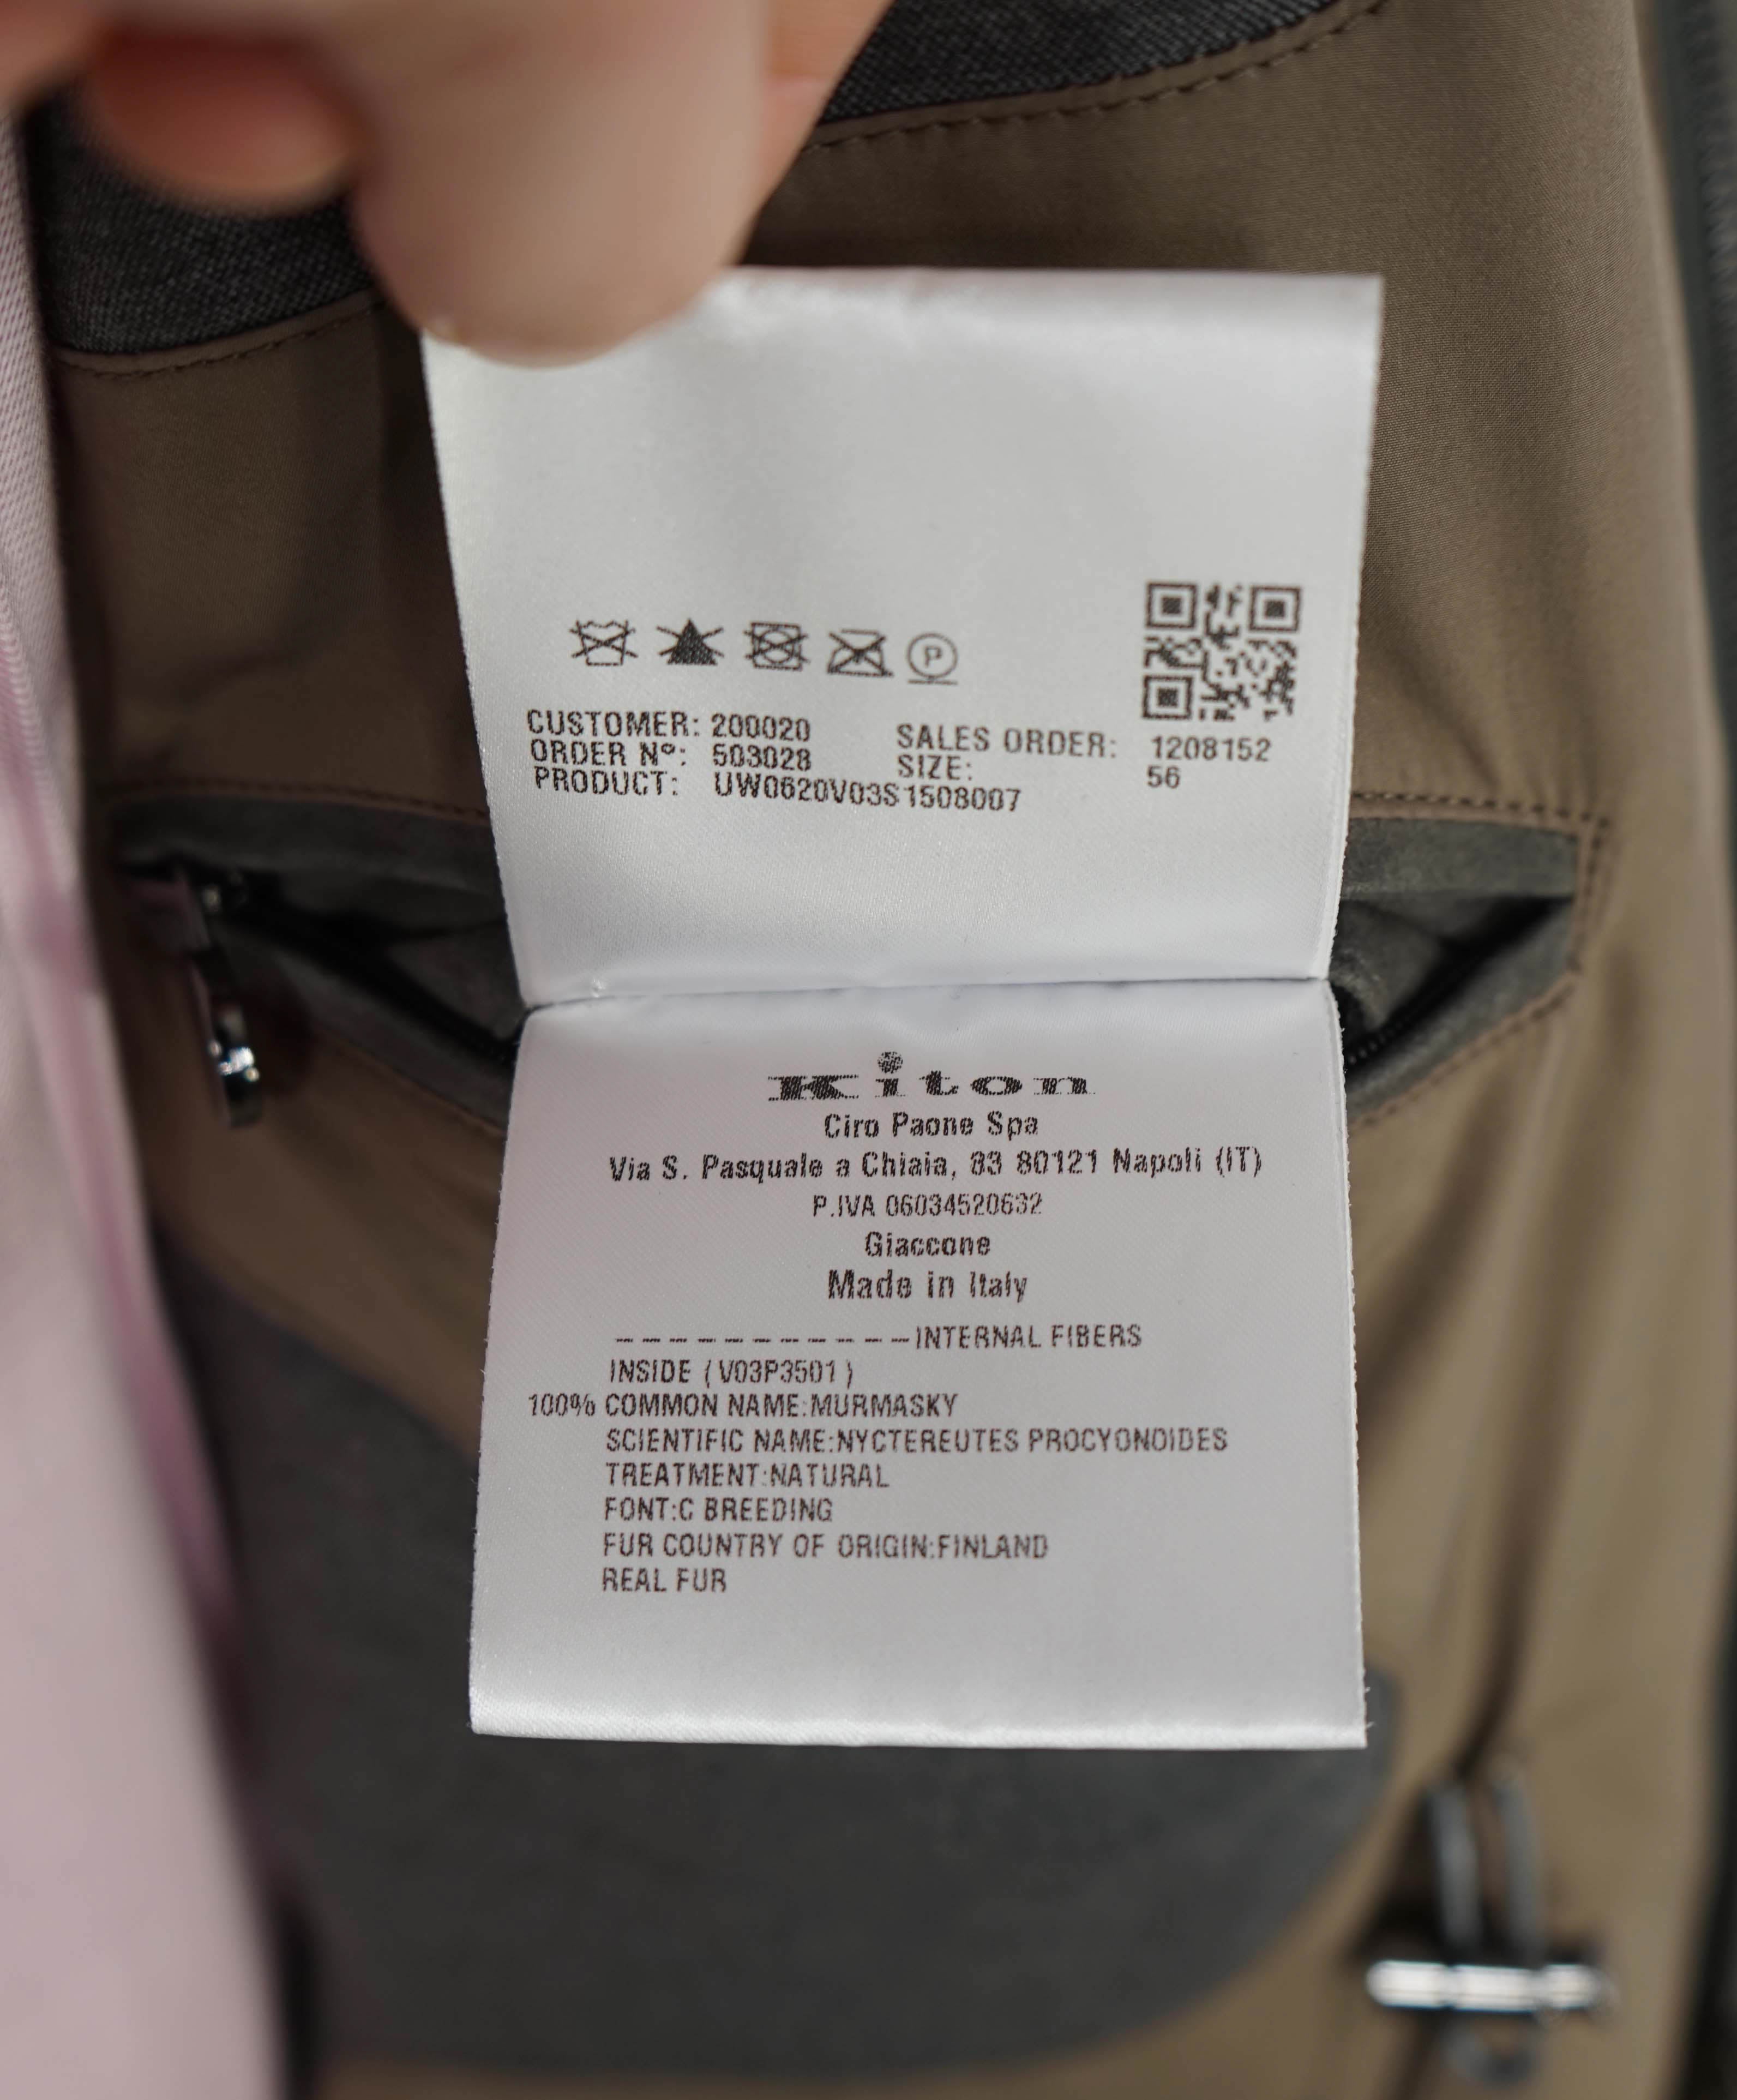 P
CUSTOMER: 200020 SALES ORDER: 1208152
ORDER Nº: 503028 SIZE: 56
PRODUCT: UW0620V03S1508007
Kiton
Ciro Paone Spa
Via S. Pasquale a Chiaia, 83 80121 Napoli (IT)
P.IVA 06034520632
Giaccone
Made in Italy
-----------INTERNAL FIBERS
INSIDE (V03P3501)
100% COMMON NAME:MURMASKY
SCIENTIFIC NAME:NYCTEREUTES PROCYONOIDES
TREATMENT:NATURAL
FONT:C BREEDING
FUR COUNTRY OF ORIGIN:FINLAND
REAL FUR